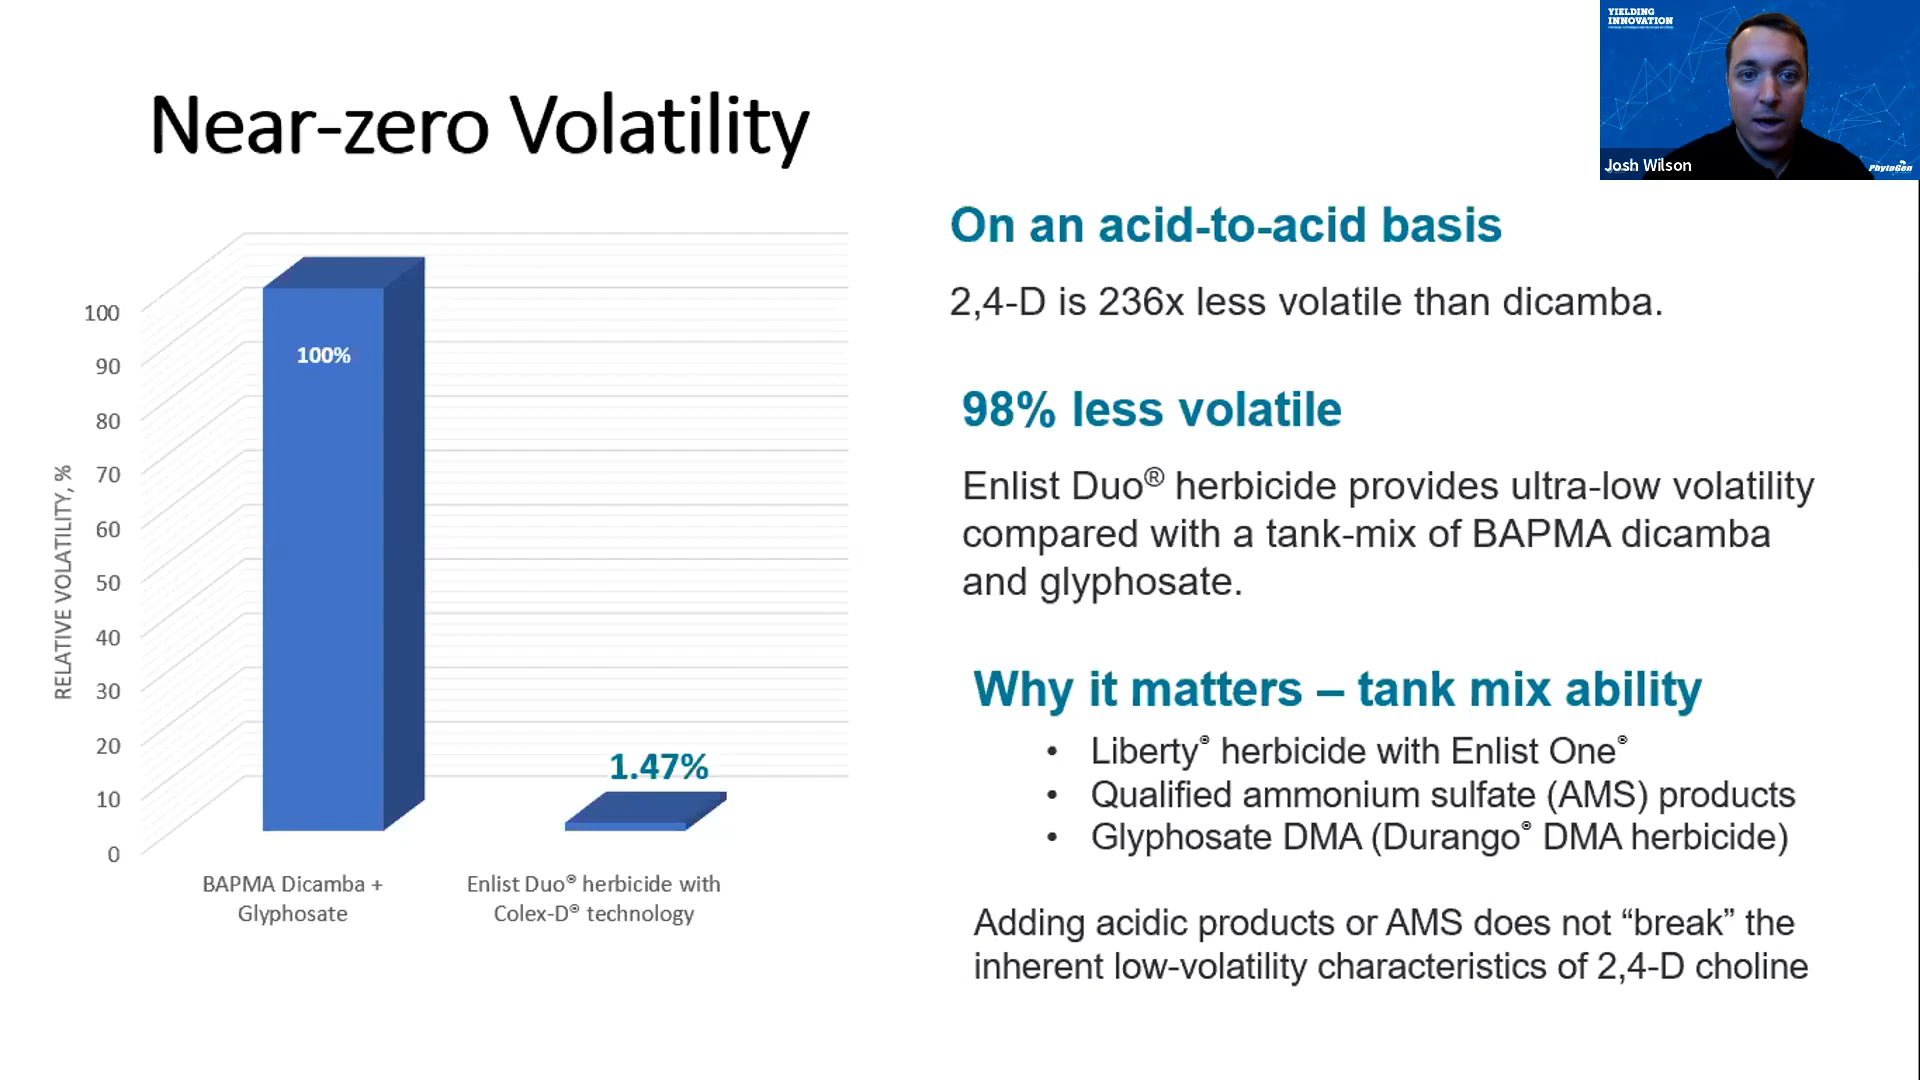 YIELDING
INNOVATION
Josh Wilson
PhytoGen
Near-zero Volatility
RELATIVE VOLATILITY, %
100
90
80
70
60
50
40
30
20
10
0
100%
1.47%
BAPMA Dicamba +
Glyphosate
Enlist Duo® herbicide with
Colex-D® technology
On an acid-to-acid basis
2,4-D is 236x less volatile than dicamba.
98% less volatile
Enlist Duo® herbicide provides ultra-low volatility
compared with a tank-mix of BAPMA dicamba
and glyphosate.
Why it matters – tank mix ability
• Liberty® herbicide with Enlist One®
• Qualified ammonium sulfate (AMS) products
• Glyphosate DMA (Durango® DMA herbicide)
Adding acidic products or AMS does not “break” the
inherent low-volatility characteristics of 2,4-D choline